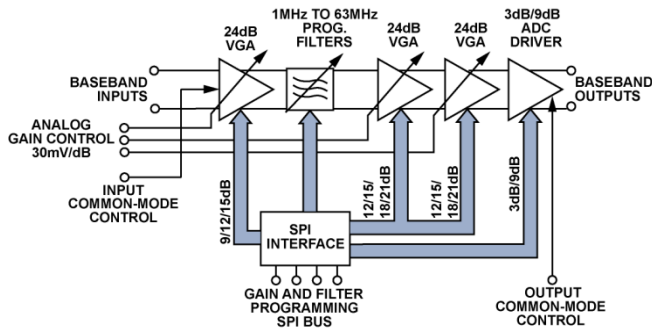 24dB
VGA
1MHz TO 63MHz
PROG.
FILTERS
24dB
VGA
24dB
VGA
3dB/9dB
ADC
DRIVER
BASEBAND
INPUTS
BASEBAND
OUTPUTS
ANALOG
GAIN CONTROL
30mV/dB
INPUT
COMMON-MODE
CONTROL
9/12/15dB
12/15/
18/21dB
12/15/
18/21dB
3dB/9dB
SPI
INTERFACE
GAIN AND FILTER
PROGRAMMING
SPI BUS
OUTPUT
COMMON-MODE
CONTROL